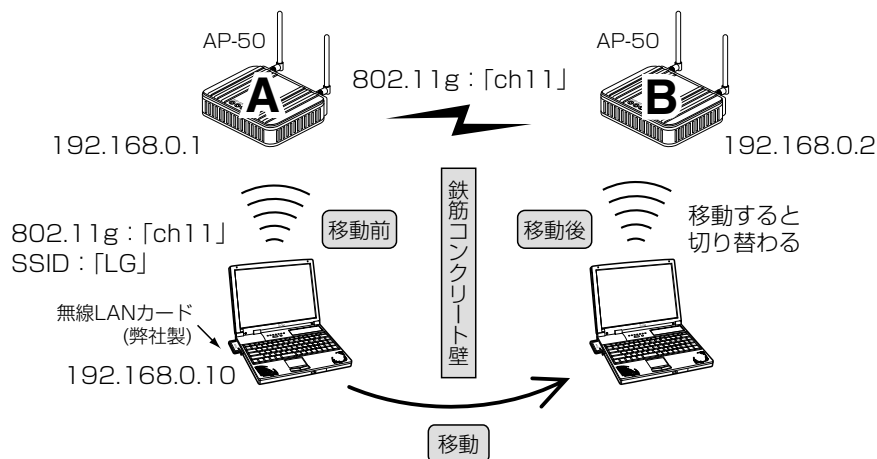 AP-50
AP-50
A
B
802.11g:「ch11」
192.168.0.1
192.168.0.2
鉄筋コンクリート壁
移動前
移動後
移動すると
切り替わる
802.11g:「ch11」
SSID:「LG」
無線LANカード
(弊社製)
192.168.0.10
移動